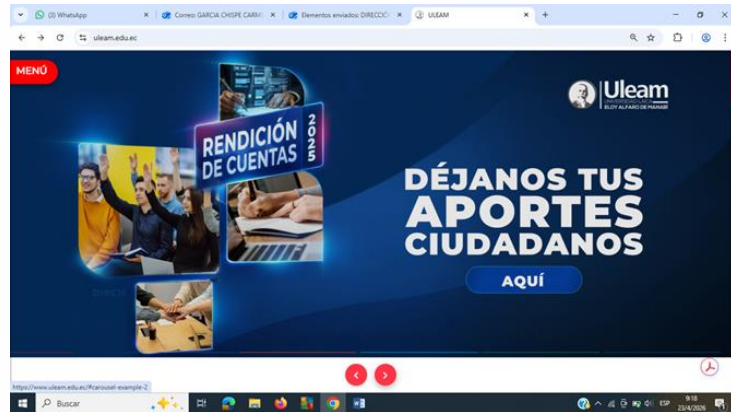 (3) WhatsApp
Correo: GARCIA CHISPE CARM
Elementos enviados: DIRECCIÓ
ULEAM
uleam.edu.ec
MENÚ
Uleam
UNIVERSIDAD LAICA
ELOY ALFARO DE MANABÍ
RENDICIÓN
DE CUENTAS
2025
DÉJANOS TUS
APORTES
CIUDADANOS
AQUÍ
https://www.uleam.edu.ec/#carousel-example-2
Buscar
ESP
9:18
23/4/2026